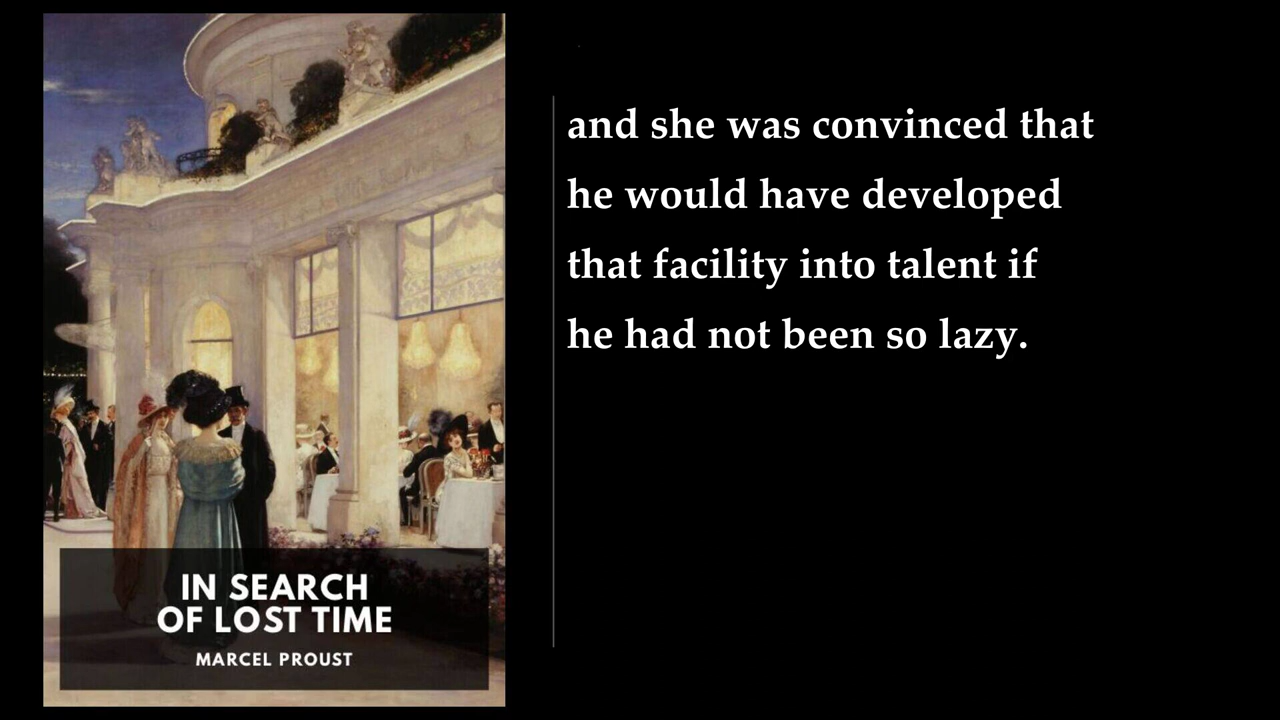 and she was convinced that
he would have developed
that facility into talent if
he had not been so lazy.
IN SEARCH
OF LOST TIME
MARCEL PROUST